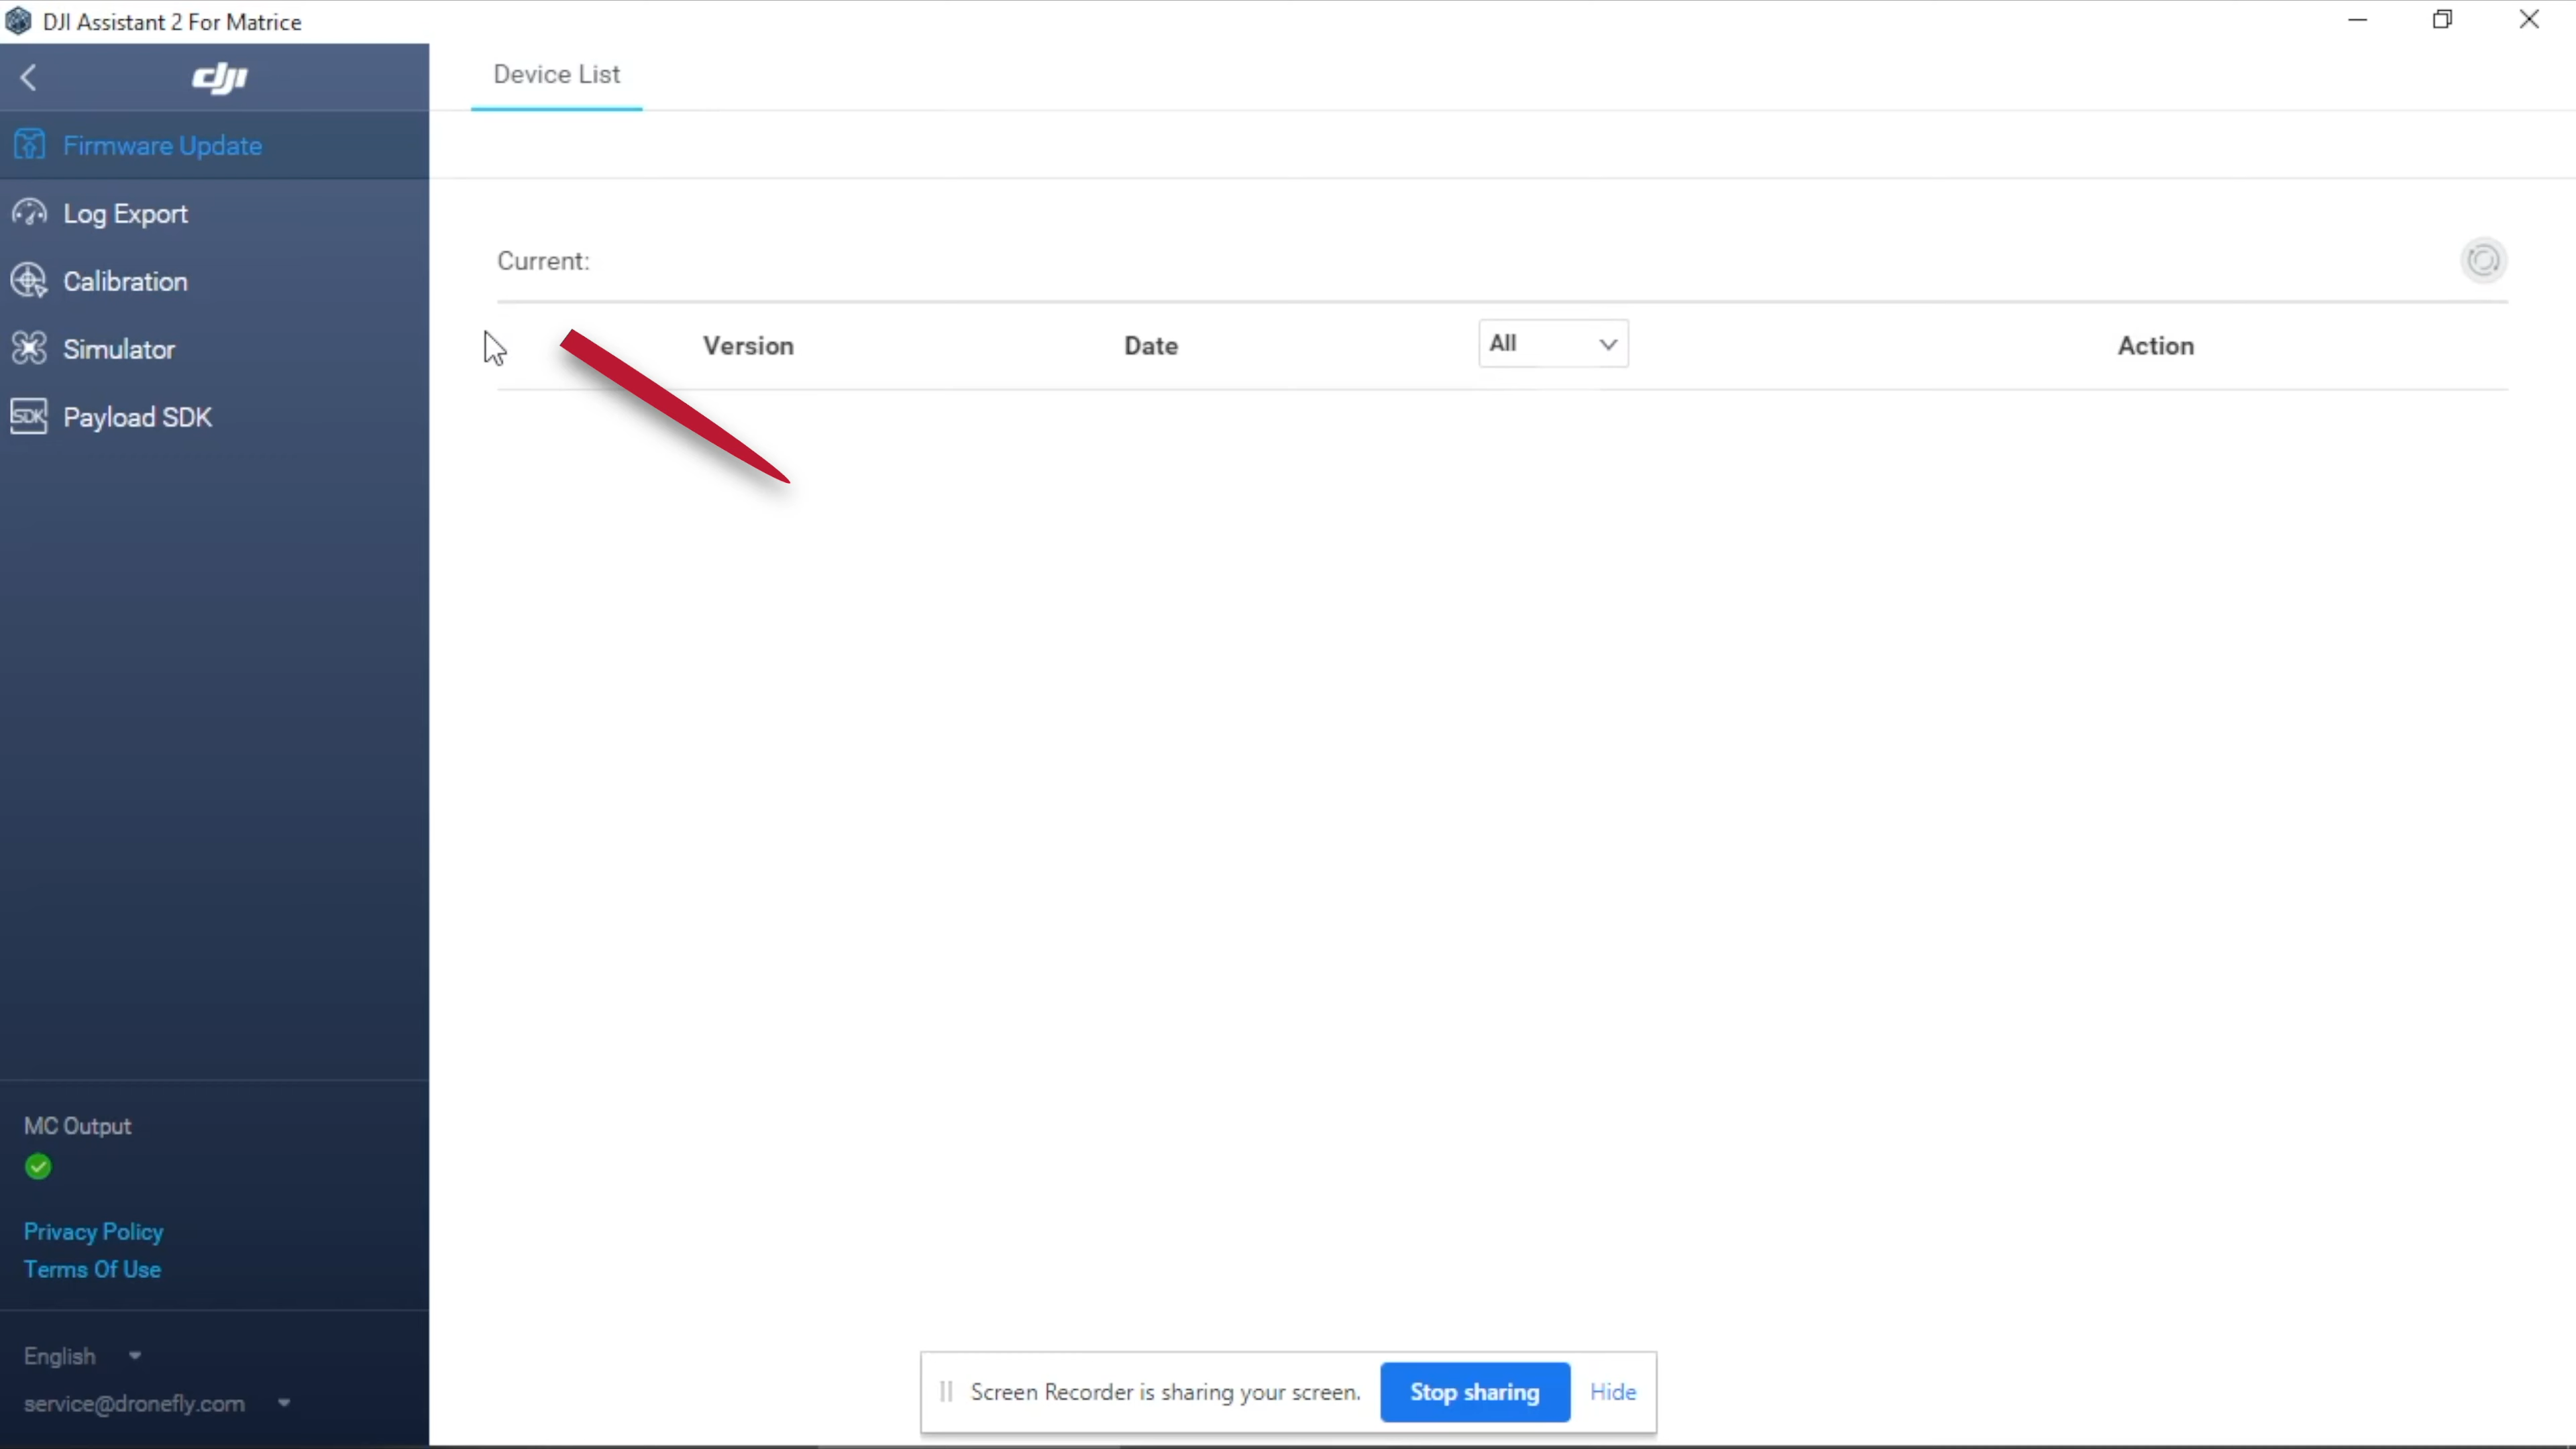 DJI Assistant 2 For Matrice
dji
Device List
Firmware Update
Log Export
Calibration
Simulator
SDK
Payload SDK
Current:
Version
Date
All
Action
MC Output
Privacy Policy
Terms Of Use
English
service@dronefly.com
Screen Recorder is sharing your screen.
Stop sharing
Hide